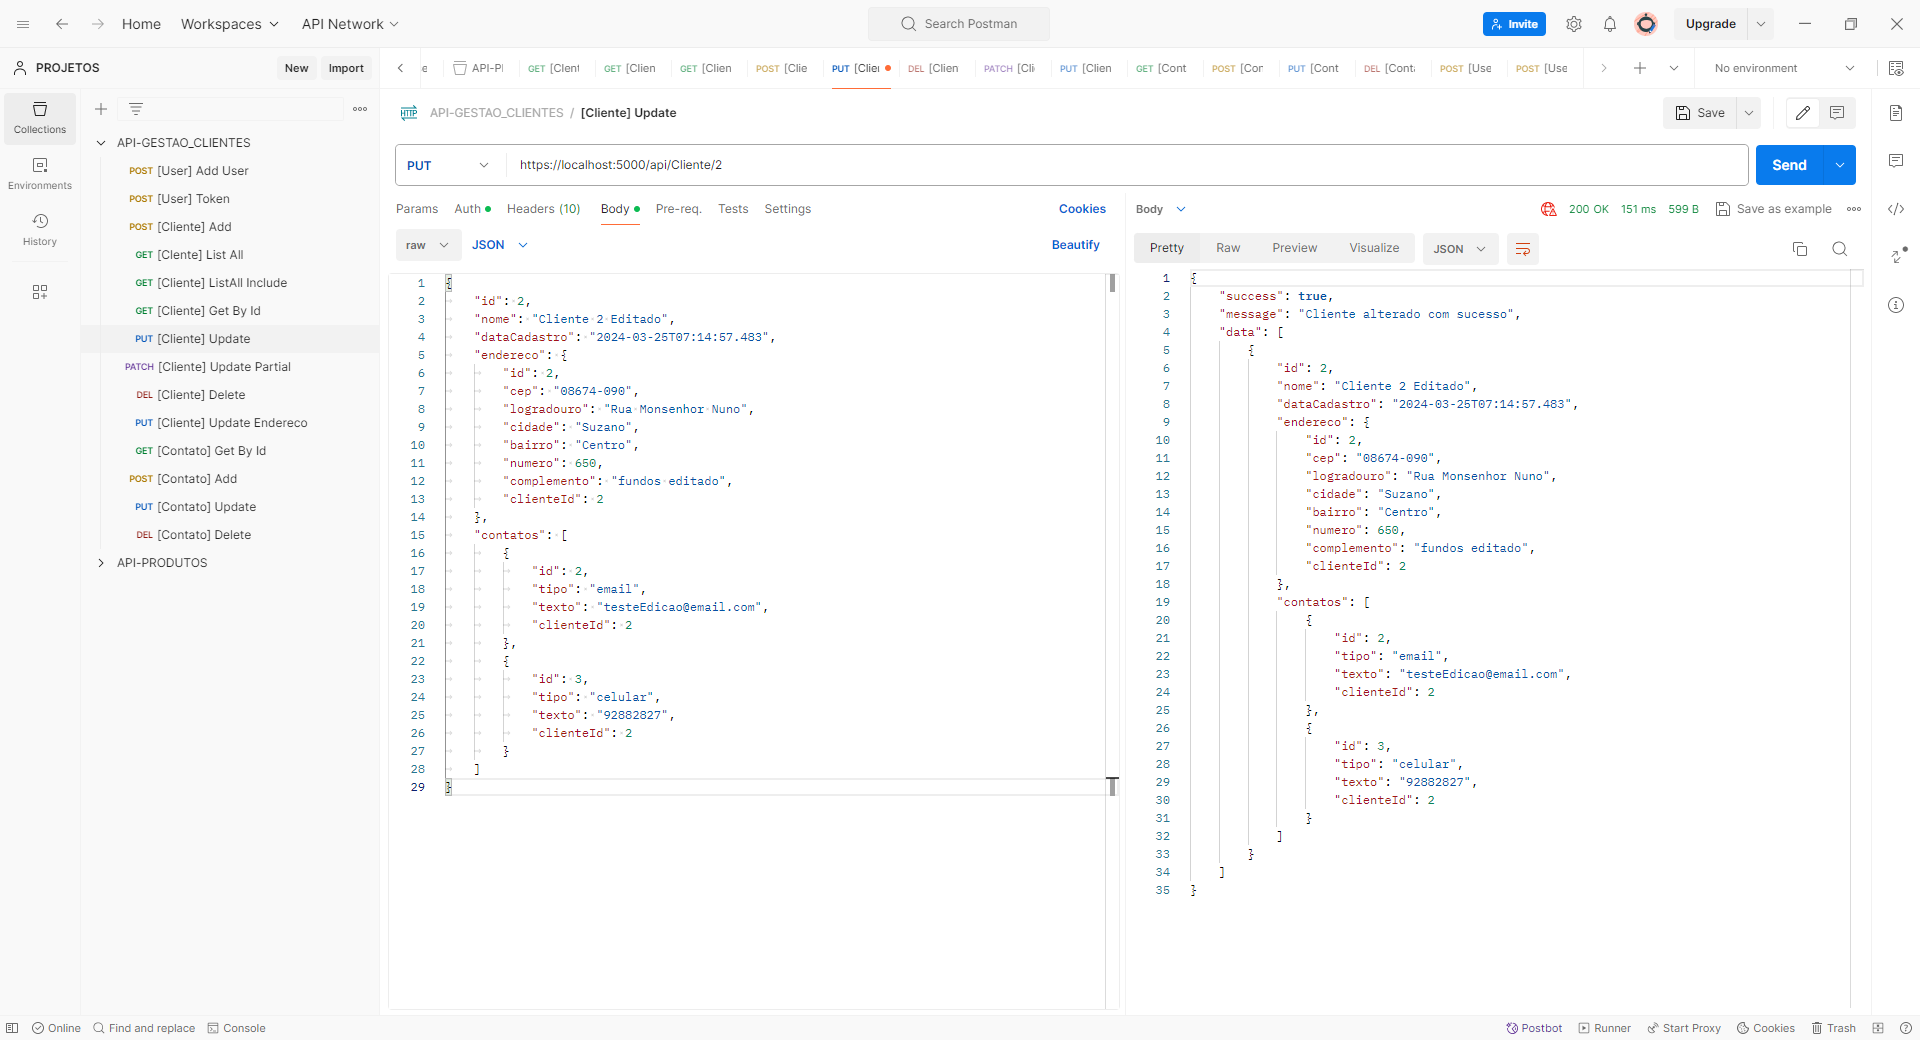 Home Workspaces API Network Search Postman Invite Upgrade
PROJETOS New Import
API-PI GET [Client GET [Clien GET [Clien POST [Clie PUT [Clie DEL [Clien PATCH [Cli PUT [Clien GET [Cont POST [Cor PUT [Cont DEL [Cont POST [Use POST [Use No environment
Collections
Environments
History
API-GESTAO_CLIENTES
POST [User] Add User
POST [User] Token
POST [Cliente] Add
GET [Clente] List All
GET [Cliente] ListAll Include
GET [Cliente] Get By Id
PUT [Cliente] Update
PATCH [Cliente] Update Partial
DEL [Cliente] Delete
PUT [Cliente] Update Endereco
GET [Contato] Get By Id
POST [Contato] Add
PUT [Contato] Update
DEL [Contato] Delete
API-PRODUTOS
HTTP API-GESTAO_CLIENTES / [Cliente] Update Save
PUT https://localhost:5000/api/Cliente/2 Send
Params Auth Headers (10) Body Pre-req. Tests Settings Cookies
raw JSON Beautify
1 {
2 "id": 2,
3 "nome": "Cliente 2 Editado",
4 "dataCadastro": "2024-03-25T07:14:57.483",
5 "endereco": {
6 "id": 2,
7 "cep": "08674-090",
8 "logradouro": "Rua Monsenhor Nuno",
9 "cidade": "Suzano",
10 "bairro": "Centro",
11 "numero": 650,
12 "complemento": "fundos editado",
13 "clienteId": 2
14 },
15 "contatos": [
16 {
17 "id": 2,
18 "tipo": "email",
19 "texto": "testeEdicao@email.com",
20 "clienteId": 2
21 },
22 {
23 "id": 3,
24 "tipo": "celular",
25 "texto": "92882827",
26 "clienteId": 2
27 }
28 ]
29 }
Body 200 OK 151 ms 599 B Save as example
Pretty Raw Preview Visualize JSON
1 {
2 "success": true,
3 "message": "Cliente alterado com sucesso",
4 "data": [
5 {
6 "id": 2,
7 "nome": "Cliente 2 Editado",
8 "dataCadastro": "2024-03-25T07:14:57.483",
9 "endereco": {
10 "id": 2,
11 "cep": "08674-090",
12 "logradouro": "Rua Monsenhor Nuno",
13 "cidade": "Suzano",
14 "bairro": "Centro",
15 "numero": 650,
16 "complemento": "fundos editado",
17 "clienteId": 2
18 },
19 "contatos": [
20 {
21 "id": 2,
22 "tipo": "email",
23 "texto": "testeEdicao@email.com",
24 "clienteId": 2
25 },
26 {
27 "id": 3,
28 "tipo": "celular",
29 "texto": "92882827",
30 "clienteId": 2
31 }
32 ]
33 }
34 ]
35 }
Online Find and replace Console Postbot Runner Start Proxy Cookies Trash